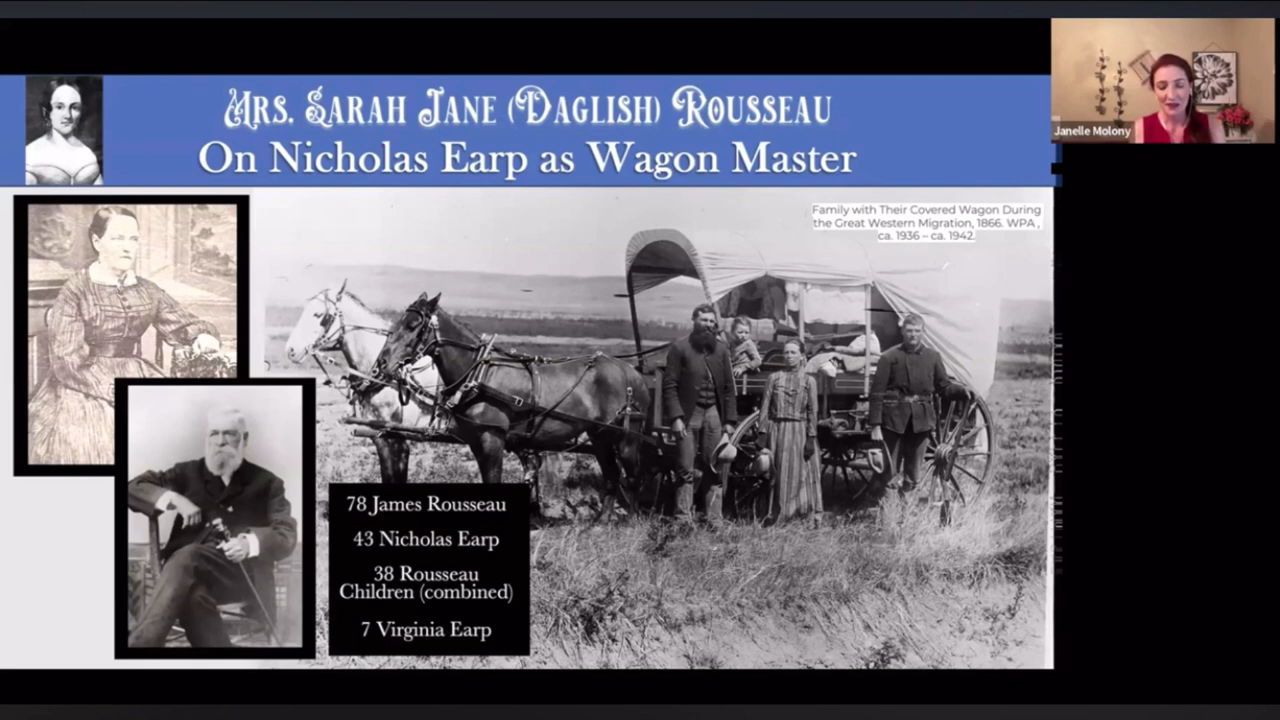 Mrs. Sarah Jane (Daglish) Rousseau
On Nicholas Earp as Wagon Master
Janelle Molony
Family with Their Covered Wagon During
the Great Western Migration, 1866. WPA ,
ca. 1936 – ca. 1942.
78 James Rousseau
43 Nicholas Earp
38 Rousseau
Children (combined)
7 Virginia Earp